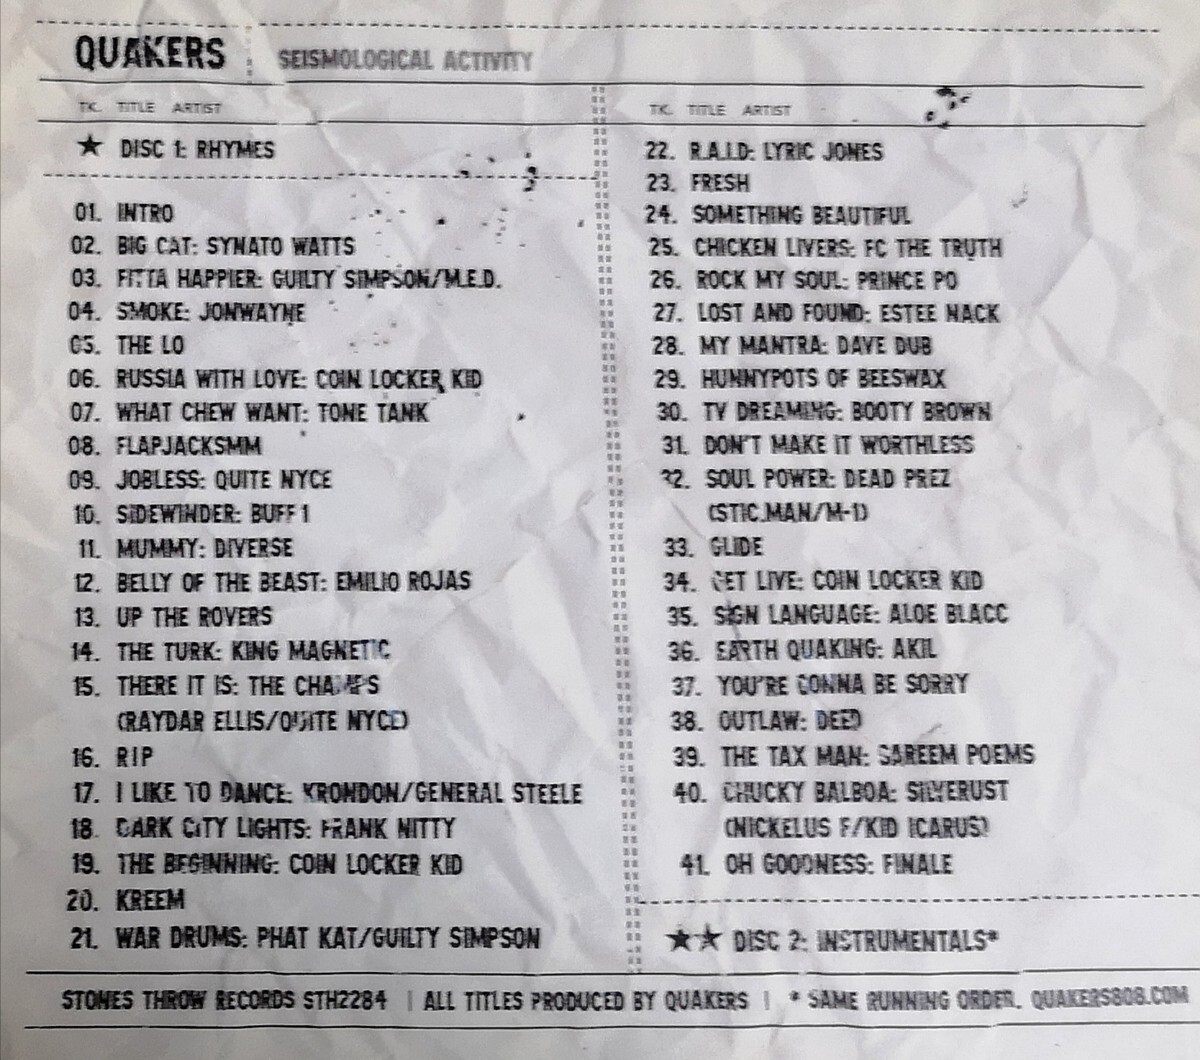 QUAKERS SEISMOLOGICAL ACTIVITY
TK. TITLE ARTIST
★ DISC 1: RHYMES
01. INTRO
02. BIG CAT: SYNATO WATTS
03. FITTA HAPPIER: GUILTY SIMPSON/M.E.D.
04. SMOKE: JONWAYNE
05. THE LO
06. RUSSIA WITH LOVE: COIN LOCKER KID
07. WHAT CHEW WANT: TONE TANK
08. FLAPJACKSMM
09. JOBLESS: QUITE NYCE
10. SIDEWINDER: BUFF 1
11. MUMMY: DIVERSE
12. BELLY OF THE BEAST: EMILIO ROJAS
13. UP THE ROVERS
14. THE TURK: KING MAGNETIC
15. THERE IT IS: THE CHAMPS
(RAYDAR ELLIS/QUITE NYCE)
16. RIP
17. I LIKE TO DANCE: KRONDON/GENERAL STEELE
18. DARK CITY LIGHTS: FRANK NITTY
19. THE BEGINNING: COIN LOCKER KID
20. KREEM
21. WAR DRUMS: PHAT KAT/GUILTY SIMPSON
TK. TITLE ARTIST
22. R.A.I.D: LYRIC JONES
23. FRESH
24. SOMETHING BEAUTIFUL
25. CHICKEN LIVERS: FC THE TRUTH
26. ROCK MY SOUL: PRINCE PO
27. LOST AND FOUND: ESTEE NACK
28. MY MANTRA: DAVE DUB
29. HUNNYPOTS OF BEESWAX
30. TV DREAMING: BOOTY BROWN
31. DON'T MAKE IT WORTHLESS
32. SOUL POWER: DEAD PREZ
(STIC.MAN/M-1)
33. GLIDE
34. GET LIVE: COIN LOCKER KID
35. SIGN LANGUAGE: ALOE BLACC
36. EARTH QUAKING: AKIL
37. YOU'RE GONNA BE SORRY
38. OUTLAW: DEED
39. THE TAX MAN: SAREEM POEMS
40. CHUCKY BALBOA: SILVERUST
(NICKELUS F/KID ICARUS)
41. OH GOODNESS: FINALE
★★ DISC 2: INSTRUMENTALS*
STONES THROW RECORDS STH2284 | ALL TITLES PRODUCED BY QUAKERS | * SAME RUNNING ORDER. QUAKERS808.COM